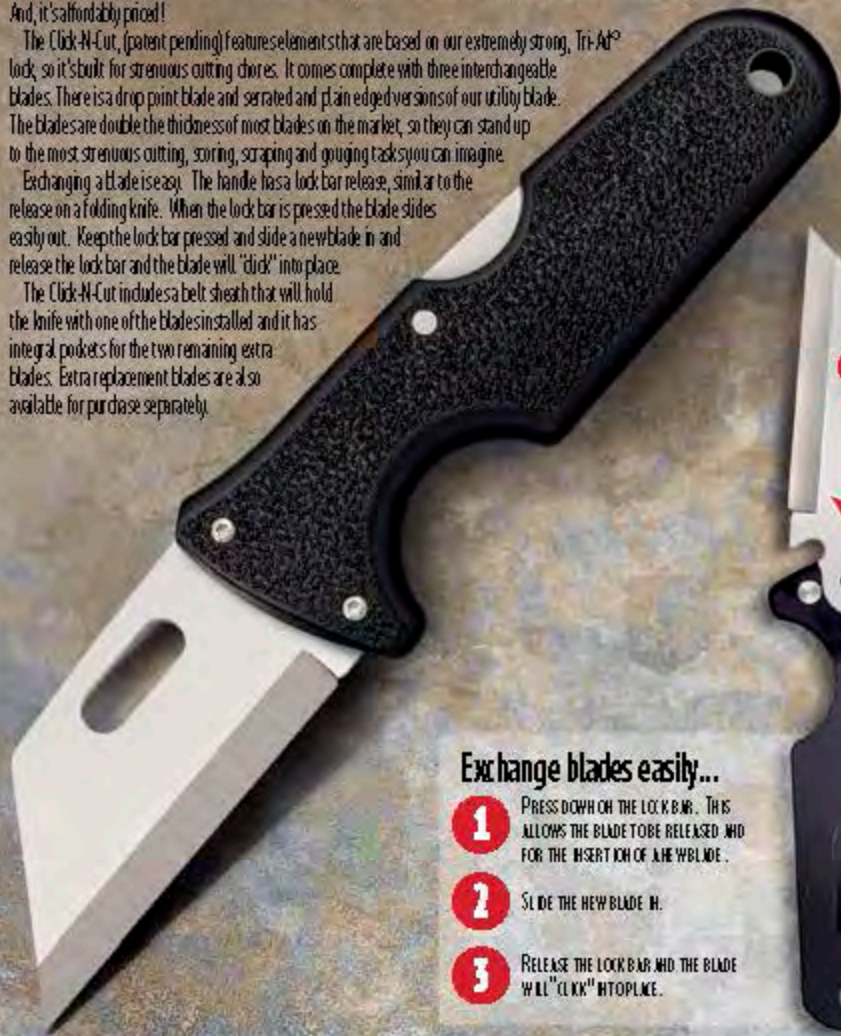 And, it's affordably priced!
The Click-N-Cut, (patent pending) features elements that are based on our extremely strong, Tri-Ad®
lock, so it's built for strenuous cutting chores. It comes complete with three interchangeable
blades. There is a drop point blade and serrated and plain edged versions of our utility blade.
The blades are double the thickness of most blades on the market, so they can stand up
to the most strenuous cutting, scoring, scraping and gouging tasks you can imagine.
Exchanging a blade is easy. The handle has a lock bar release, similar to the
release on a folding knife. When the lock bar is pressed the blade slides
easily out. Keep the lock bar pressed and slide a new blade in and
release the lock bar and the blade will "click" into place.
The Click-N-Cut includes a belt sheath that will hold
the knife with one of the blades installed and it has
integral pockets for the two remaining extra
blades. Extra replacement blades are also
available for purchase separately.
Exchange blades easily...
1 PRESS DOWN ON THE LOCK BAR. THIS
ALLOWS THE BLADE TO BE RELEASED AND
FOR THE INSERTION OF A NEW BLADE.
2 SLIDE THE NEW BLADE IN.
3 RELEASE THE LOCK BAR AND THE BLADE
WILL "CLICK" INTO PLACE.